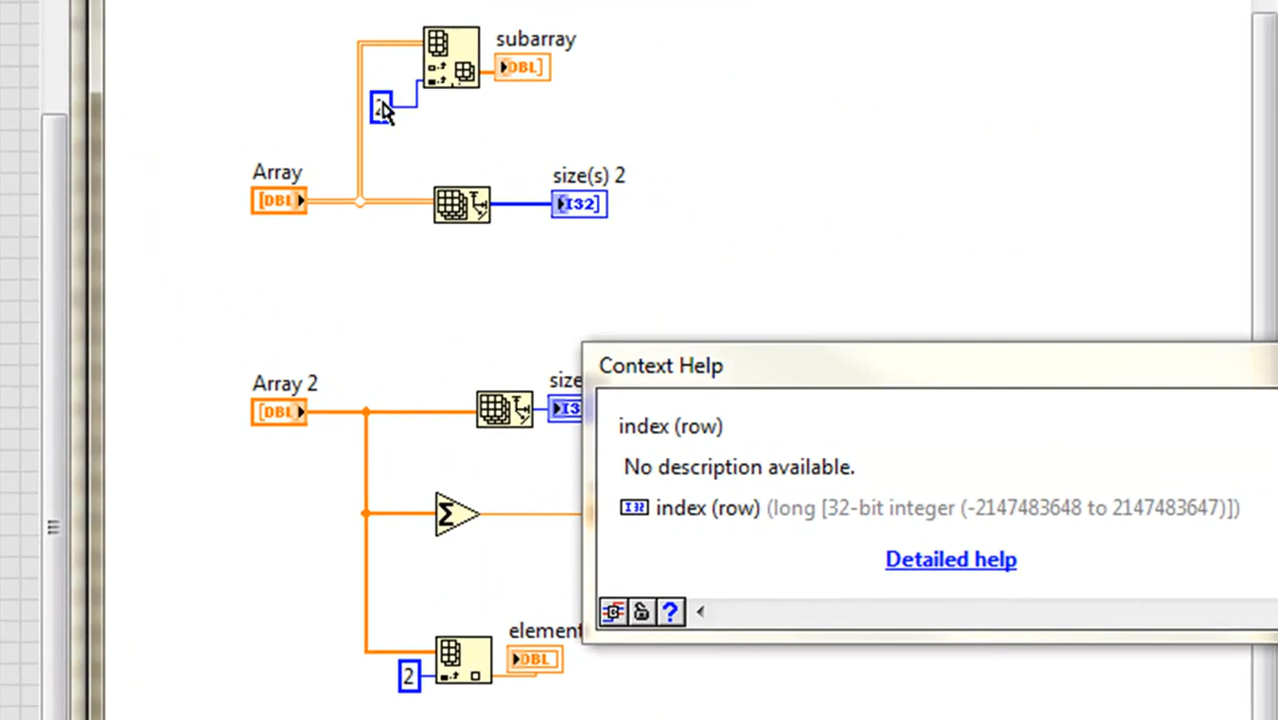 subarray
DBL]
Array
[DBL
size(s) 2
I32]
Array 2
[DBL
size
I3
Context Help
index (row)
No description available.
I32 index (row) (long [32-bit integer (-2147483648 to 2147483647)])
Detailed help
?
Σ
element
DBL
2